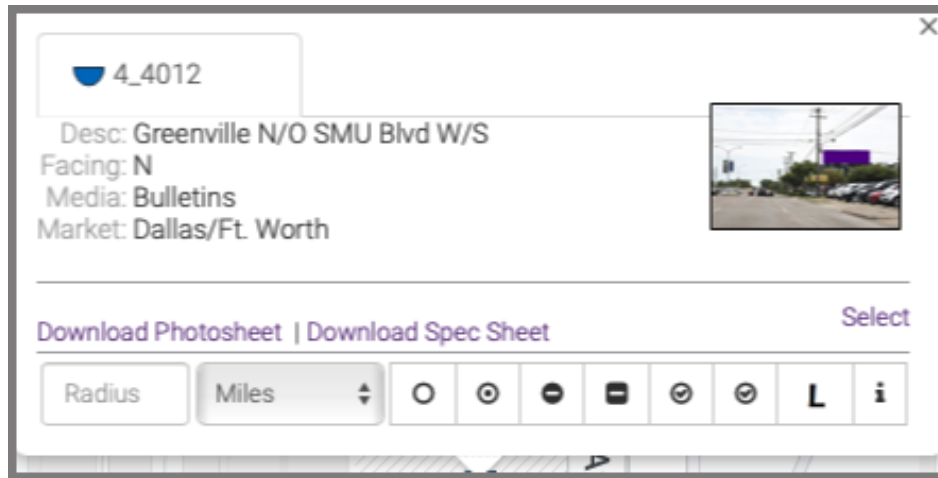 4_4012
Desc: Greenville N/O SMU Blvd W/S
Facing: N
Media: Bulletins
Market: Dallas/Ft. Worth
Select
Download Photosheet | Download Spec Sheet
Radius Miles L i
A